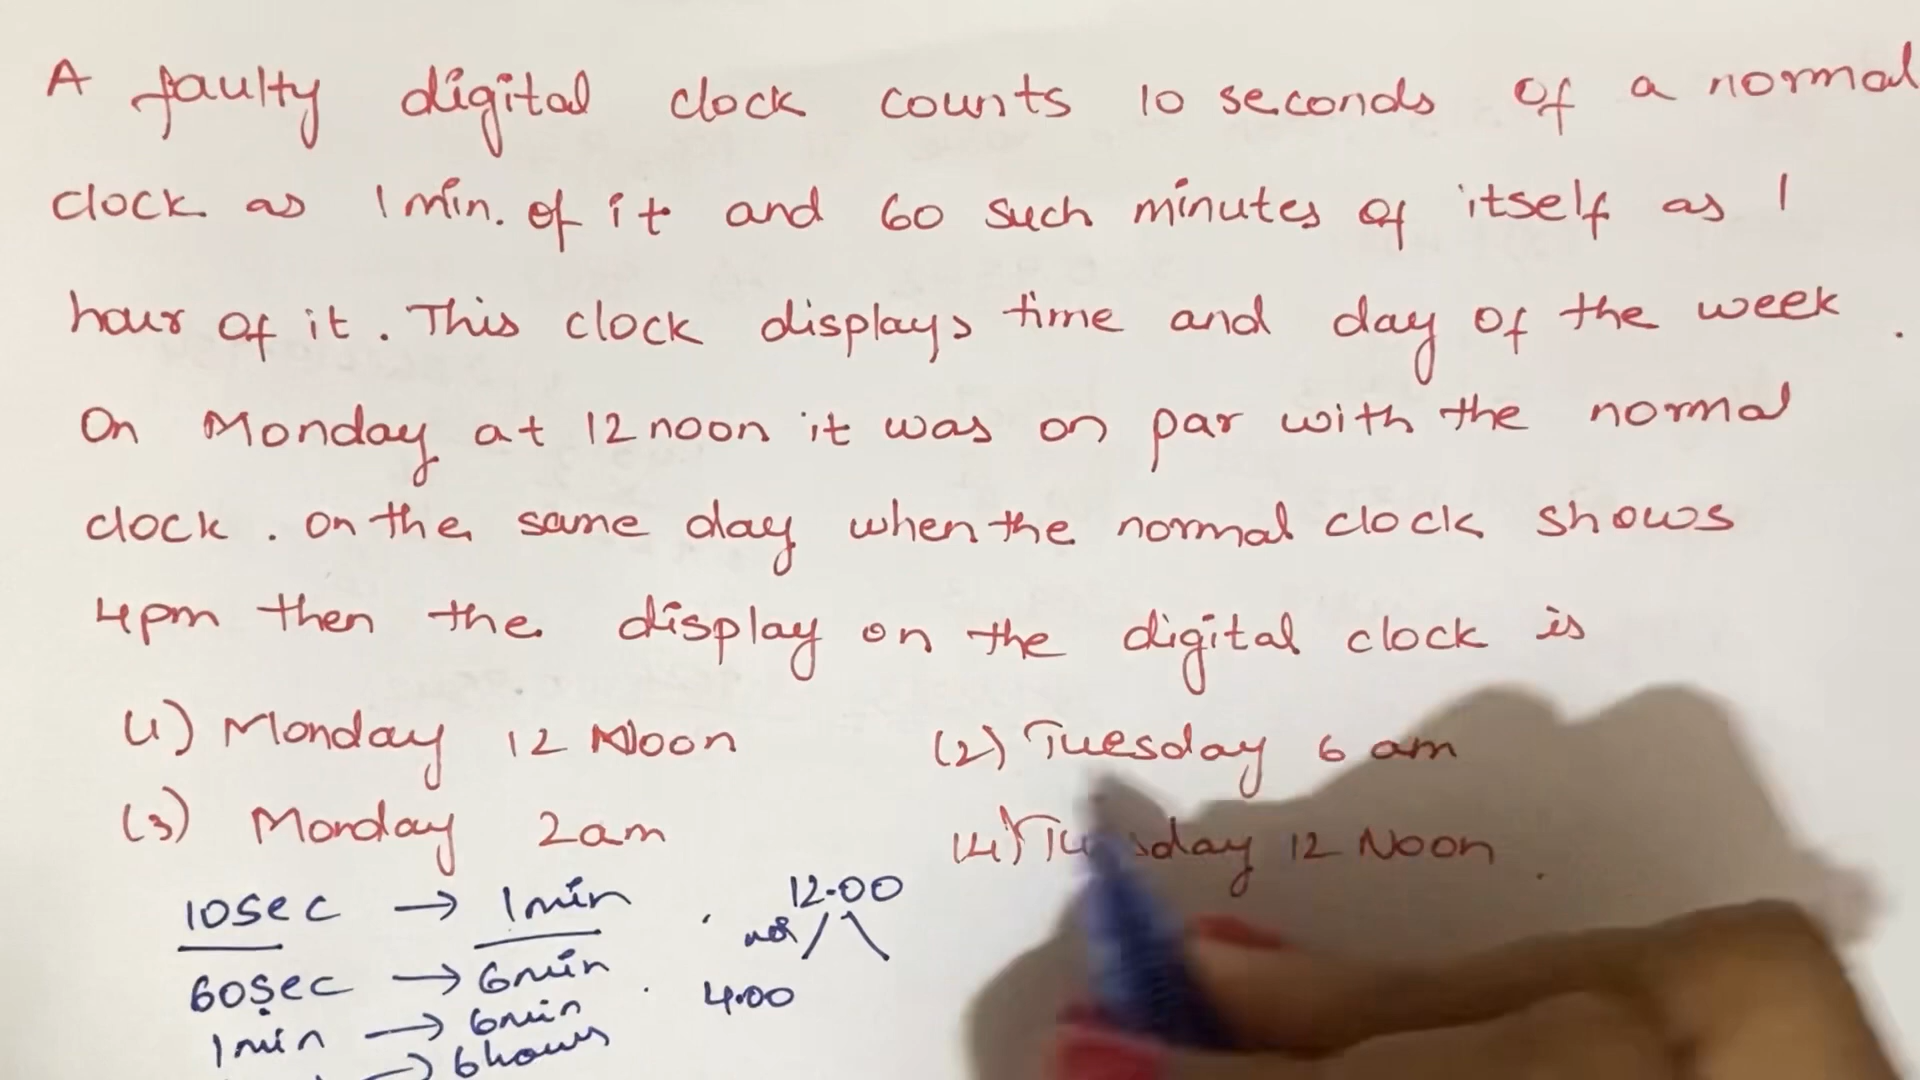 A faulty digital clock counts 10 seconds of a normal
clock as 1 min. of it and 60 such minutes of itself as 1
hour of it. This clock displays time and day of the week.
On Monday at 12 noon it was on par with the normal
clock. on the same day when the normal clock shows
4pm then the display on the digital clock is
(1) Monday 12 Noon (2) Tuesday 6 am
(3) Monday 2am (4) Tuesday 12 Noon.
10sec → 1min . 12.00
60sec → 6min . 4.00
1min → 6min
→ 6hours